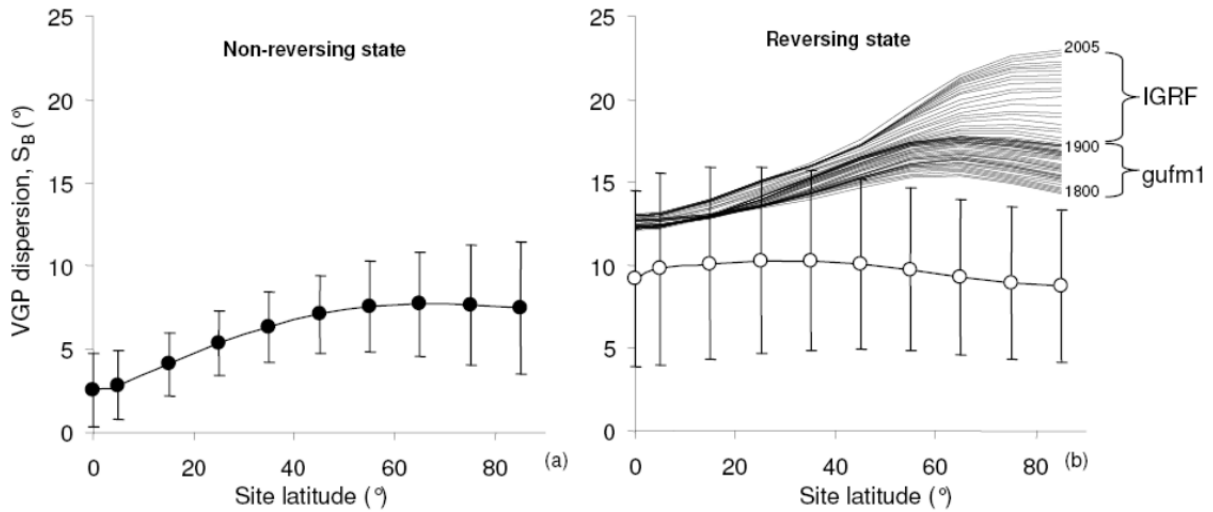 Non-reversing state
VGP dispersion, S_B (°)
25
20
15
10
5
0
0 20 40 60 80
(a)
Site latitude (°)
Reversing state
25
20
15
10
5
0
2005
IGRF
1900
gufm1
1800
0 20 40 60 80
(b)
Site latitude (°)